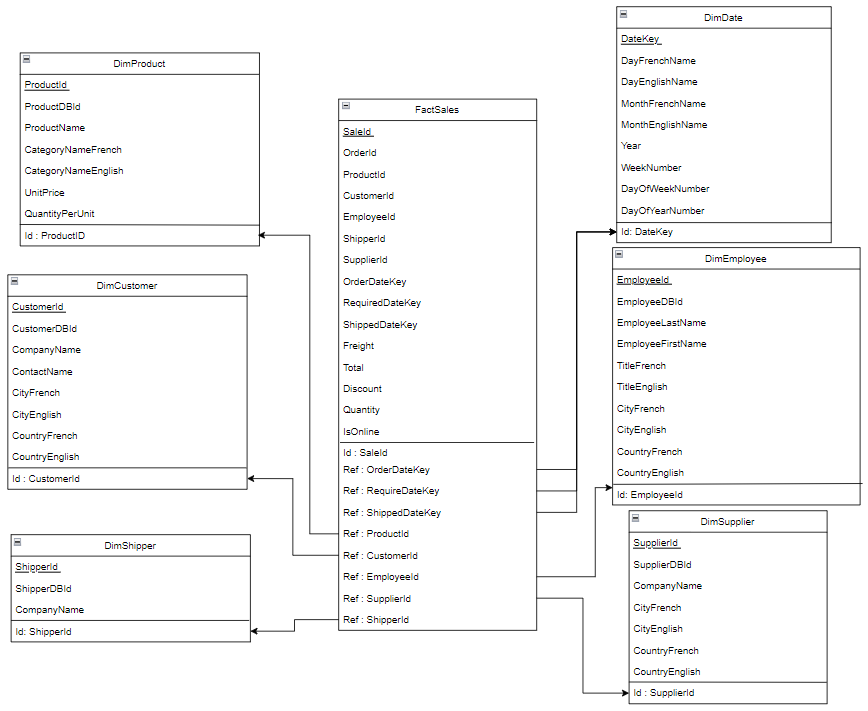 DimProduct
ProductId
ProductDBId
ProductName
CategoryNameFrench
CategoryNameEnglish
UnitPrice
QuantityPerUnit
Id : ProductID
DimCustomer
CustomerId
CustomerDBId
CompanyName
ContactName
CityFrench
CityEnglish
CountryFrench
CountryEnglish
Id : CustomerId
DimShipper
ShipperId
ShipperDBId
CompanyName
Id: ShipperId
FactSales
SaleId
OrderId
ProductId
CustomerId
EmployeeId
ShipperId
SupplierId
OrderDateKey
RequiredDateKey
ShippedDateKey
Freight
Total
Discount
Quantity
IsOnline
Id : SaleId
Ref : OrderDateKey
Ref : RequireDateKey
Ref : ShippedDateKey
Ref : ProductId
Ref : CustomerId
Ref : EmployeeId
Ref : SupplierId
Ref : ShipperId
DimDate
DateKey
DayFrenchName
DayEnglishName
MonthFrenchName
MonthEnglishName
Year
WeekNumber
DayOfWeekNumber
DayOfYearNumber
Id: DateKey
DimEmployee
EmployeeId
EmployeeDBId
EmployeeLastName
EmployeeFirstName
TitleFrench
TitleEnglish
CityFrench
CityEnglish
CountryFrench
CountryEnglish
Id: EmployeeId
DimSupplier
SupplierId
SupplierDBId
CompanyName
CityFrench
CityEnglish
CountryFrench
CountryEnglish
Id : SupplierId